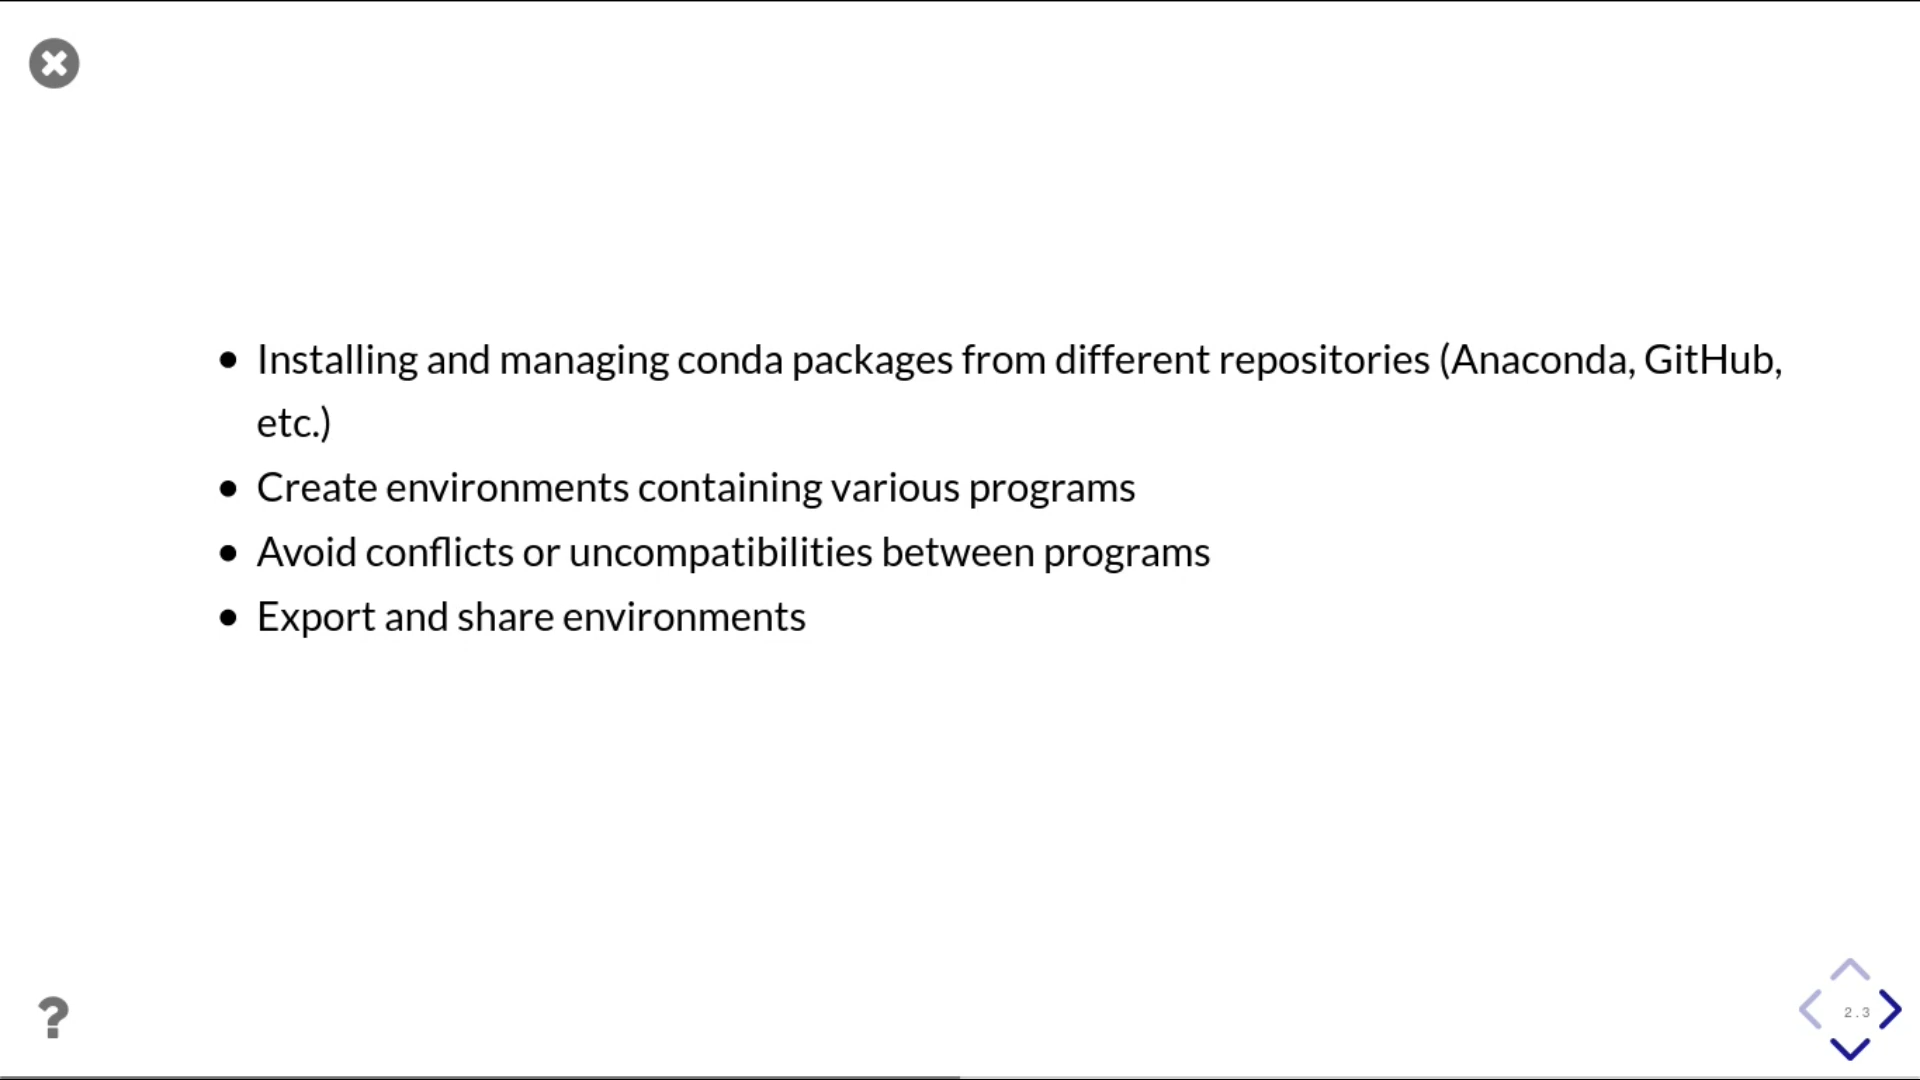 Installing and managing conda packages from different repositories (Anaconda, GitHub,
etc.)
Create environments containing various programs
Avoid conflicts or uncompatibilities between programs
Export and share environments
?
2.3